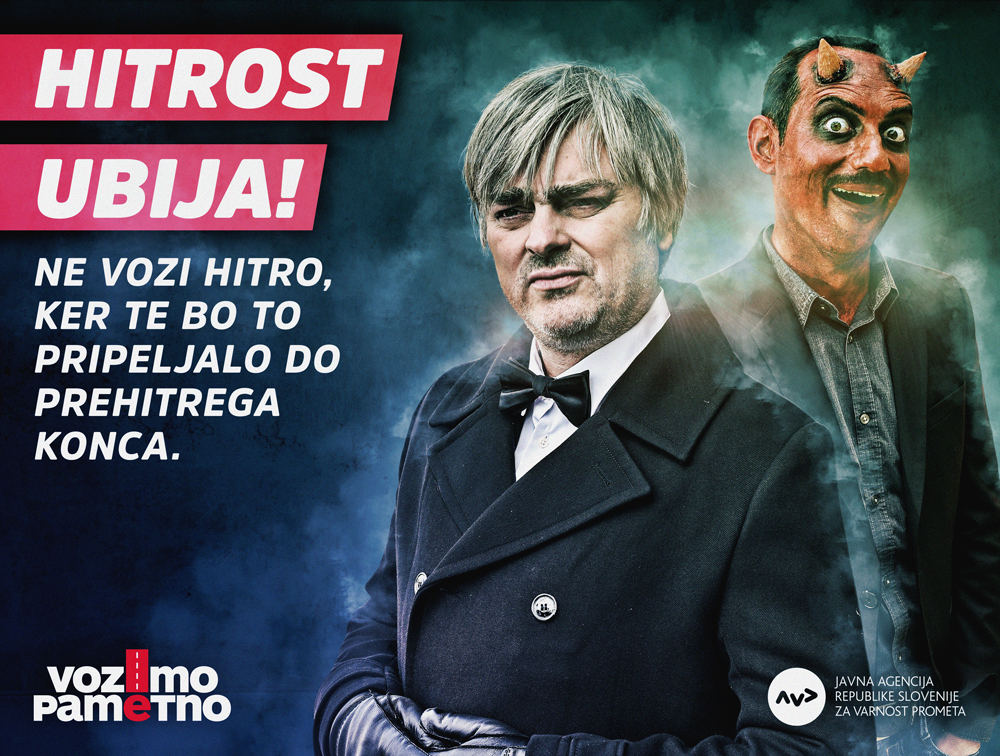 HITROST
UBIJA!
NE VOZI HITRO,
KER TE BO TO
PRIPELJALO DO
PREHITREGA
KONCA.
vozImo
pameTno
AVP
JAVNA AGENCIJA
REPUBLIKE SLOVENIJE
ZA VARNOST PROMETA